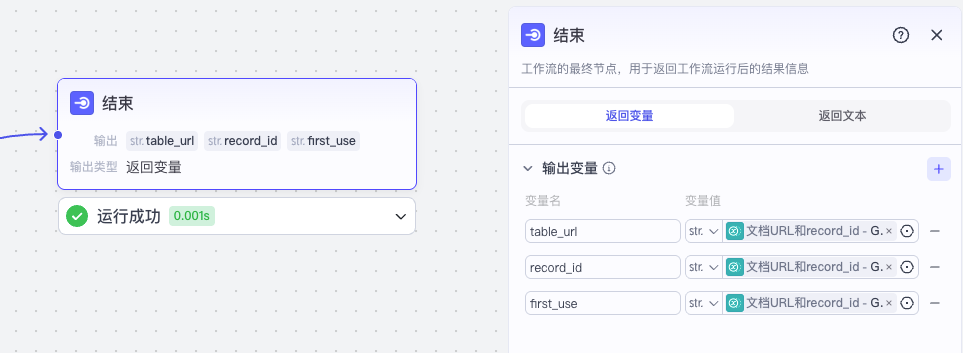 结束
输出 str. table_url str. record_id str. first_use
输出类型 返回变量
运行成功 0.001s
结束
工作流的最终节点，用于返回工作流运行后的结果信息
返回变量 返回文本
输出变量
变量名 变量值
table_url str. 文档URL和record_id - G.
record_id str. 文档URL和record_id - G.
first_use str. 文档URL和record_id - G.